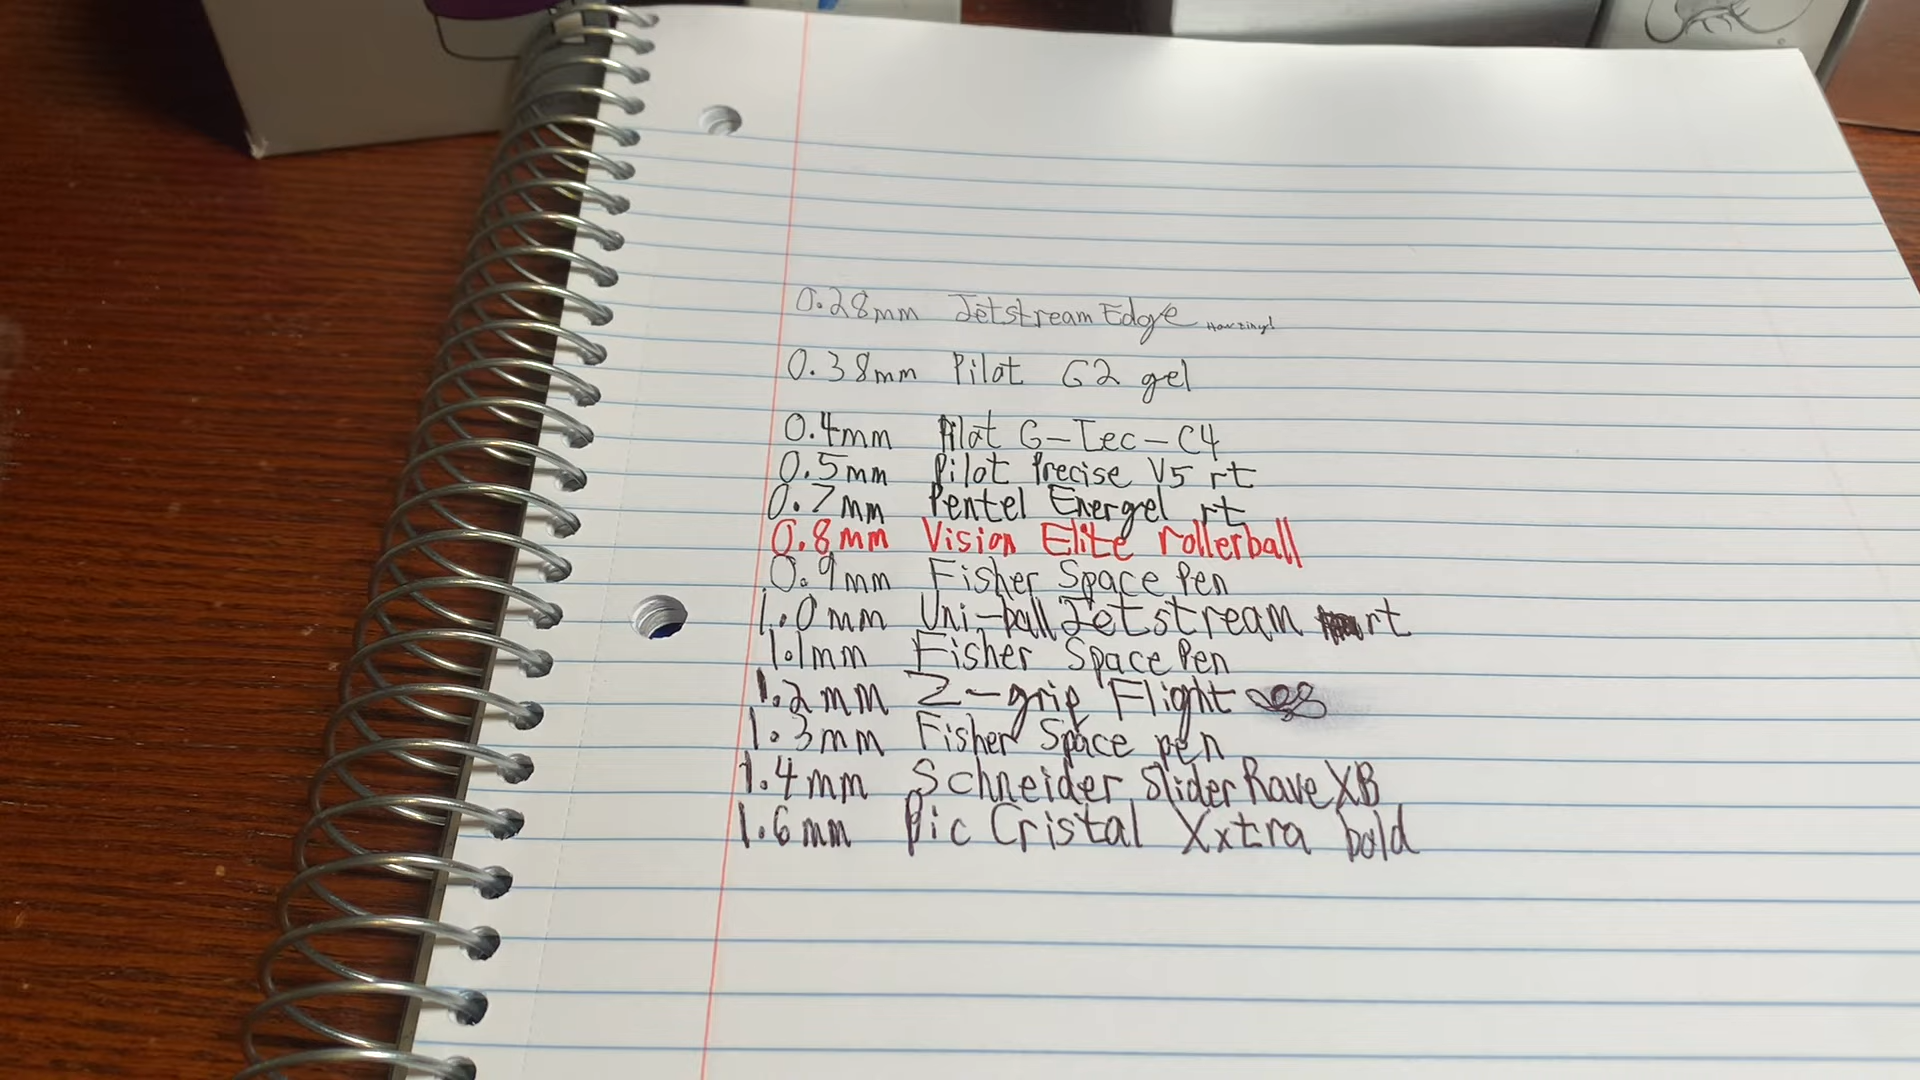 0.28mm Jetstream Edge How tiny!
0.38mm Pilot G2 gel
0.4mm Pilot G-Tec-C4
0.5mm Pilot Precise V5 rt
0.7mm Pentel Energel rt
0.8mm Vision Elite rollerball
0.9mm Fisher Space Pen
1.0mm Uni-ball Jetstream rt
1.1mm Fisher Space Pen
1.2mm Z-grip Flight
1.3mm Fisher Space pen
1.4mm Schneider Slider Rave XB
1.6mm Bic Cristal Xxtra bold